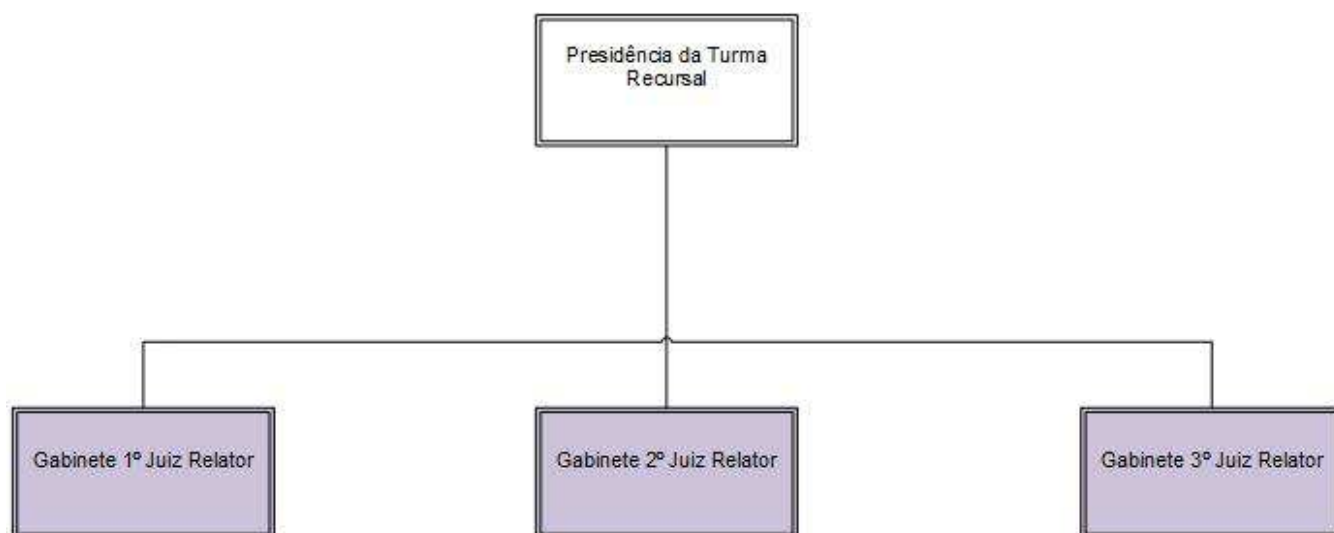 Presidência da Turma
Recursal
Gabinete 1º Juiz Relator
Gabinete 2º Juiz Relator
Gabinete 3º Juiz Relator